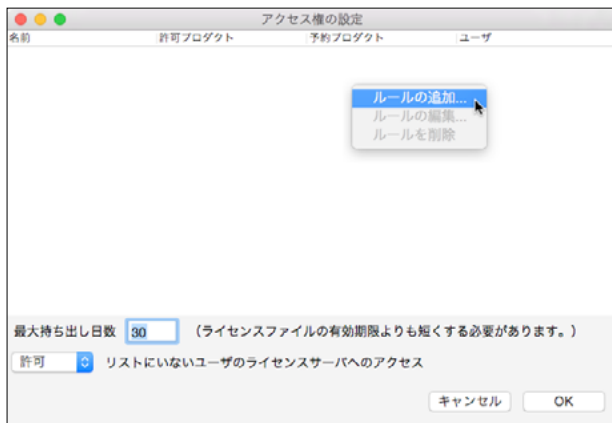 アクセス権の設定
名前 許可プロダクト 予約プロダクト ユーザ
ルールの追加...
ルールの編集...
ルールを削除
最大持ち出し日数 30 （ライセンスファイルの有効期限よりも短くする必要があります。）
許可 リストにいないユーザのライセンスサーバへのアクセス
キャンセル OK